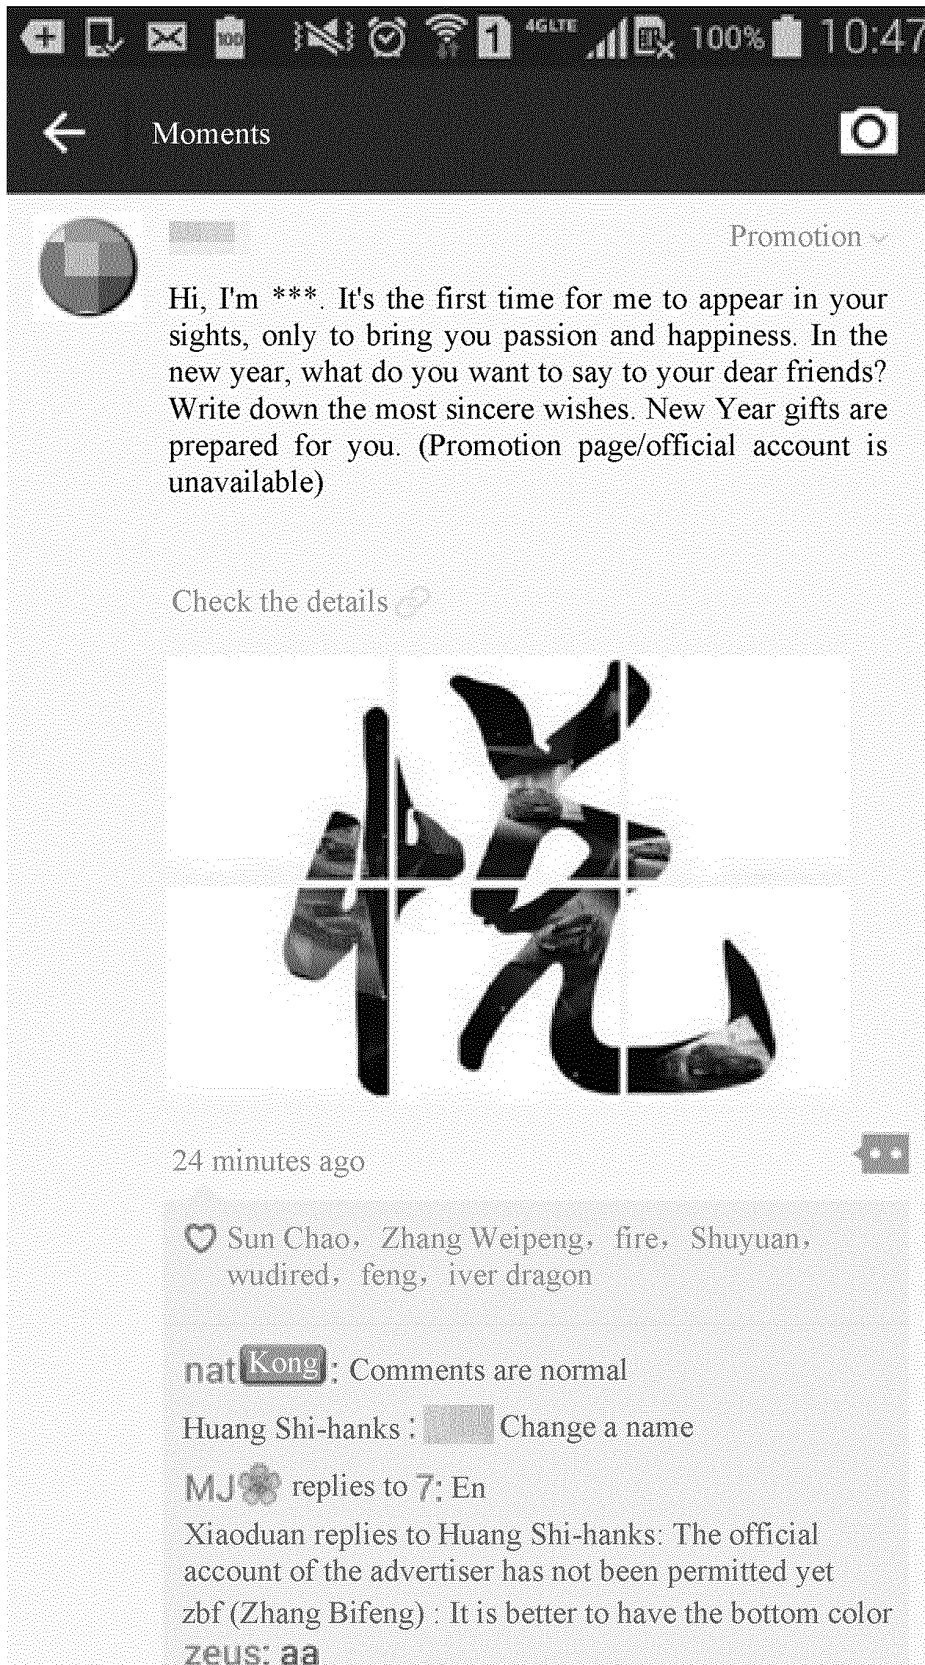 100
1
4GLTE
100%
10:47
Moments
Promotion
Hi, I'm ***. It's the first time for me to appear in your
sights, only to bring you passion and happiness. In the
new year, what do you want to say to your dear friends?
Write down the most sincere wishes. New Year gifts are
prepared for you. (Promotion page/official account is
unavailable)
Check the details
悦
24 minutes ago
Sun Chao，Zhang Weipeng，fire，Shuyuan，
wudired，feng，iver dragon
nat Kong : Comments are normal
Huang Shi-hanks : Change a name
MJ replies to 7: En
Xiaoduan replies to Huang Shi-hanks: The official
account of the advertiser has not been permitted yet
zbf (Zhang Bifeng) : It is better to have the bottom color
zeus: aa